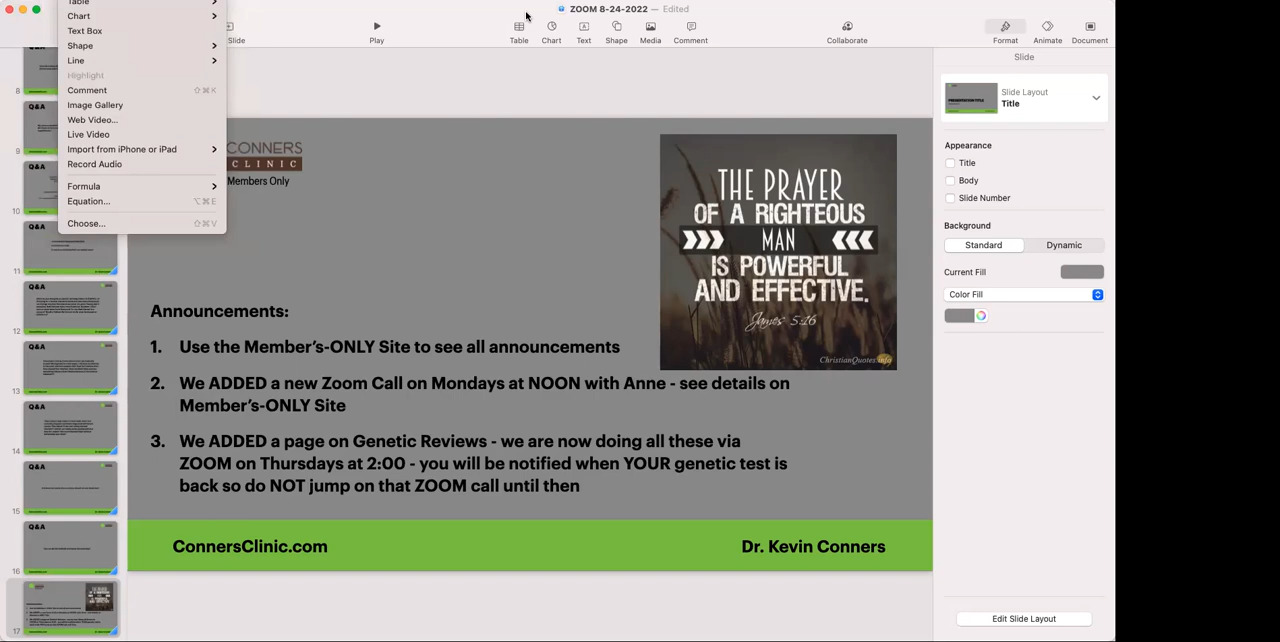 ZOOM 8-24-2022 — Edited
Slide
Play
Table
Chart
Text
Shape
Media
Comment
Collaborate
Format
Animate
Document
Table
Chart
Text Box
Shape
Line
Highlight
Comment ⇧⌘K
Image Gallery
Web Video...
Live Video
Import from iPhone or iPad
Record Audio
Formula
Equation... ⌥⌘E
Choose... ⇧⌘V
8
Q&A
9
Q&A
10
11
12
Q&A
13
Q&A
14
Q&A
15
Q&A
16
17
CONNERS
CLINIC
Members Only
THE PRAYER
OF A RIGHTEOUS
MAN
IS POWERFUL
AND EFFECTIVE.
James 5:16
ChristianQuotes.info
Announcements:
1. Use the Member's-ONLY Site to see all announcements
2. We ADDED a new Zoom Call on Mondays at NOON with Anne - see details on
Member's-ONLY Site
3. We ADDED a page on Genetic Reviews - we are now doing all these via
ZOOM on Thursdays at 2:00 - you will be notified when YOUR genetic test is
back so do NOT jump on that ZOOM call until then
ConnersClinic.com
Dr. Kevin Conners
Slide
Slide Layout
Title
Appearance
Title
Body
Slide Number
Background
Standard
Dynamic
Current Fill
Color Fill
Edit Slide Layout